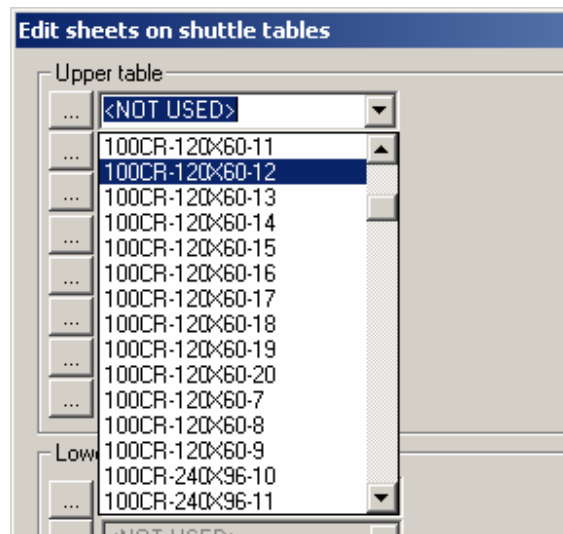 Edit sheets on shuttle tables
Upper table
... <NOT USED>
... 100CR-120X60-11
100CR-120X60-12
... 100CR-120X60-13
100CR-120X60-14
... 100CR-120X60-15
100CR-120X60-16
... 100CR-120X60-17
... 100CR-120X60-18
100CR-120X60-19
... 100CR-120X60-20
100CR-120X60-7
... 100CR-120X60-8
Low 100CR-120X60-9
100CR-240X96-10
... 100CR-240X96-11
<NOT USED>